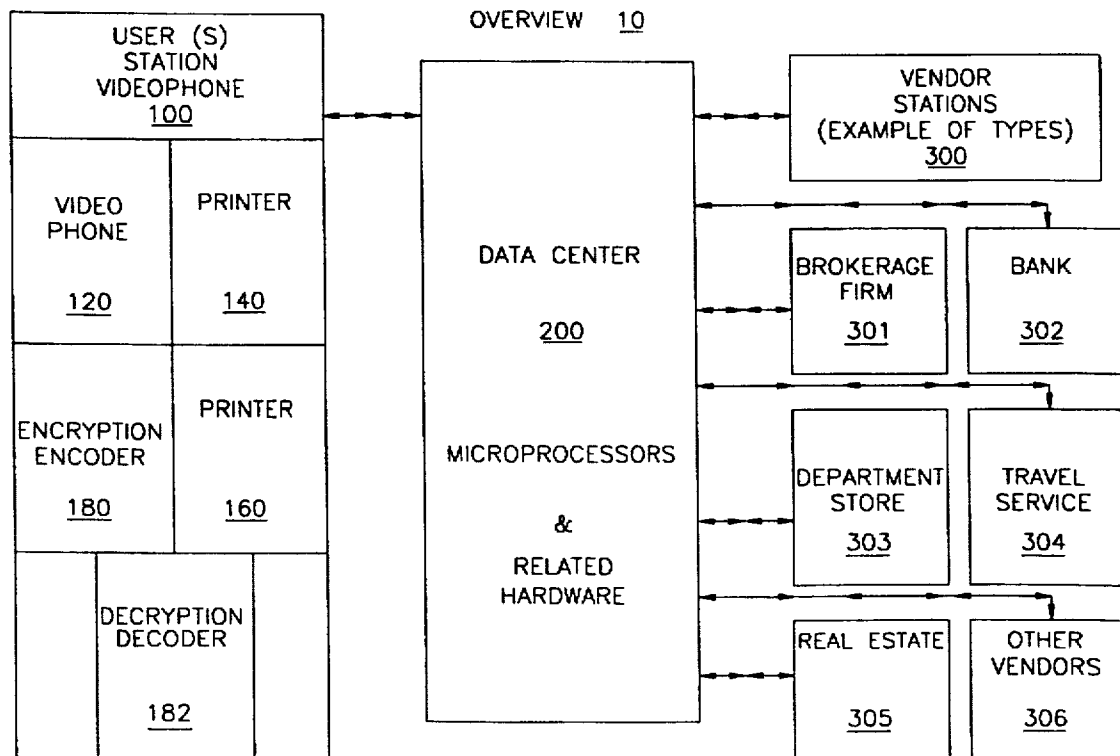 OVERVIEW 10
USER (S)
STATION
VIDEOPHONE
100
VIDEO
PHONE
120
PRINTER
140
ENCRYPTION
ENCODER
180
PRINTER
160
DECRYPTION
DECODER
182
DATA CENTER
200
MICROPROCESSORS
&
RELATED
HARDWARE
VENDOR
STATIONS
(EXAMPLE OF TYPES)
300
BROKERAGE
FIRM
301
BANK
302
DEPARTMENT
STORE
303
TRAVEL
SERVICE
304
REAL ESTATE
305
OTHER
VENDORS
306